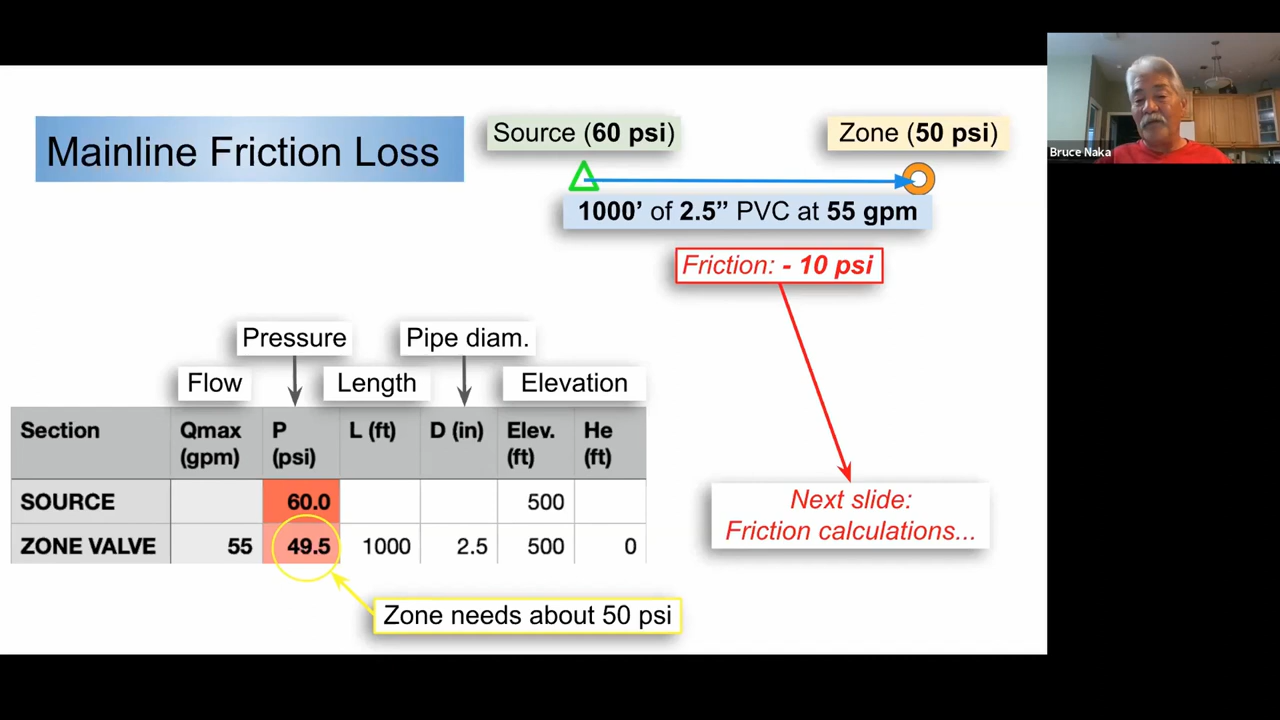 Mainline Friction Loss
Source (60 psi)
Zone (50 psi)
1000’ of 2.5” PVC at 55 gpm
Friction: - 10 psi
Bruce Naka
Pressure
Pipe diam.
Flow
Length
Elevation
Section Qmax (gpm) P (psi) L (ft) D (in) Elev. (ft) He (ft)
SOURCE 60.0 500
ZONE VALVE 55 49.5 1000 2.5 500 0
Next slide:
Friction calculations...
Zone needs about 50 psi